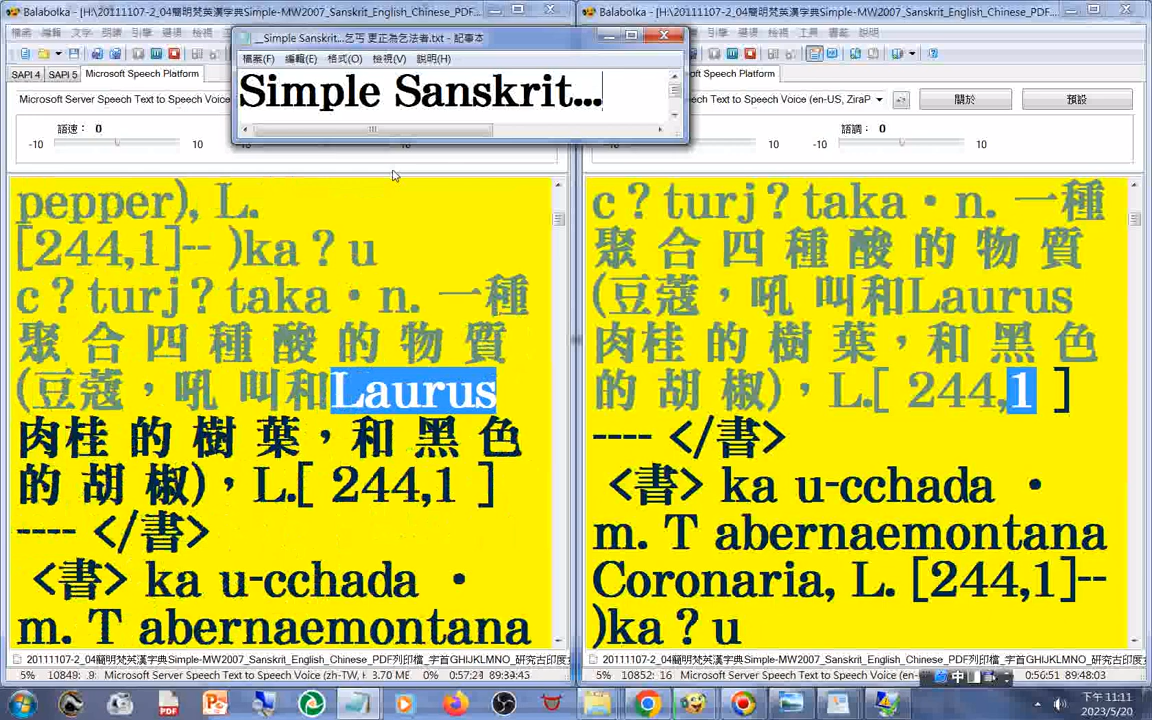 Balabolka - [H:\20111107-2_04簡明梵英漢字典Simple-MW2007_Sanskrit_English_Chinese_PDF...
Balabolka - [H:\20111107-2_04簡明梵英漢字典Simple-MW2007_Sanskrit_English_Chinese_PDF...
__Simple Sanskrit...乞丐 更正為乞法者.txt - 記事本
檔案(F) 編輯(E) 格式(O) 檢視(V) 說明(H)
Simple Sanskrit...
SAPI 4 SAPI 5 Microsoft Speech Platform
Speech Platform
Microsoft Server Speech Text to Speech Voice
Text to Speech Voice (en-US, ZiraP
關於 預設
語速： 0
-10 10 10
語調： 0
10 -10 10
pepper), L.
[244,1]-- )ka？u
c？turj？taka・n. 一種
聚 合 四 種 酸 的 物 質
(豆蔻，吼 叫和Laurus
肉桂 的 樹 葉，和 黑 色
的 胡 椒)，L.[ 244,1 ]
---- </書>
<書> ka u-cchada ・
m. T abernaemontana
c？turj？taka・n. 一種
聚 合 四 種 酸 的 物 質
(豆蔻，吼 叫和Laurus
肉桂 的 樹 葉，和 黑 色
的 胡 椒)，L.[ 244,1 ]
---- </書>
<書> ka u-cchada ・
m. T abernaemontana
Coronaria, L. [244,1]--
)ka？u
20111107-2_04簡明梵英漢字典Simple-MW2007_Sanskrit_English_Chinese_PDF列印檔_字首GHIJKLMNO_研究古印度
20111107-2_04簡明梵英漢字典Simple-MW2007_Sanskrit_English_Chinese_PDF列印檔_字首GHIJKLMNO_研究古印度
5% 10489: Microsoft Server Speech Text to Speech Voice (zh-TW, 3.70 ME 0% 89:34:45
5% 10852: 16 Microsoft Server Speech Text to Speech Voice (en-US, 0:56:51 89:48:03
中
PDF
下午 11:11
2023/5/20